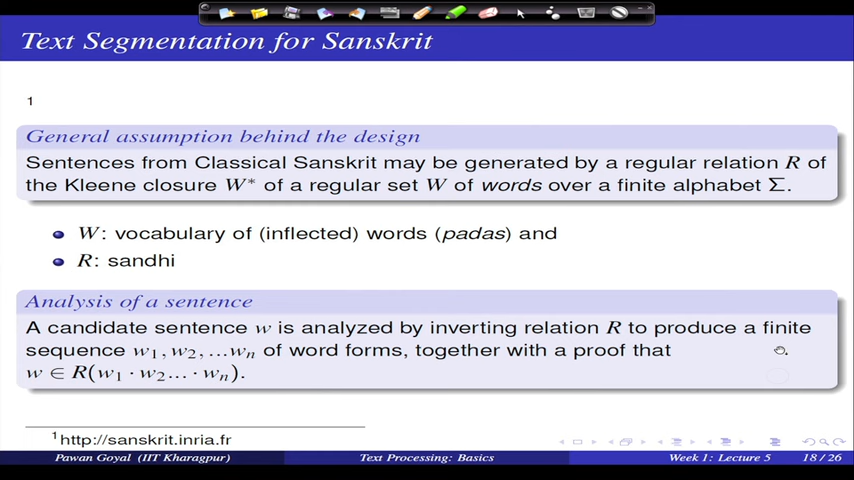 Text Segmentation for Sanskrit
1
General assumption behind the design
Sentences from Classical Sanskrit may be generated by a regular relation R of
the Kleene closure W* of a regular set W of words over a finite alphabet Σ.
W: vocabulary of (inflected) words (padas) and
R: sandhi
Analysis of a sentence
A candidate sentence w is analyzed by inverting relation R to produce a finite
sequence w₁, w₂, ...wₙ of word forms, together with a proof that
w ∈ R(w₁ · w₂... · wₙ).
¹http://sanskrit.inria.fr
Pawan Goyal (IIT Kharagpur) Text Processing: Basics Week 1: Lecture 5 18 / 26